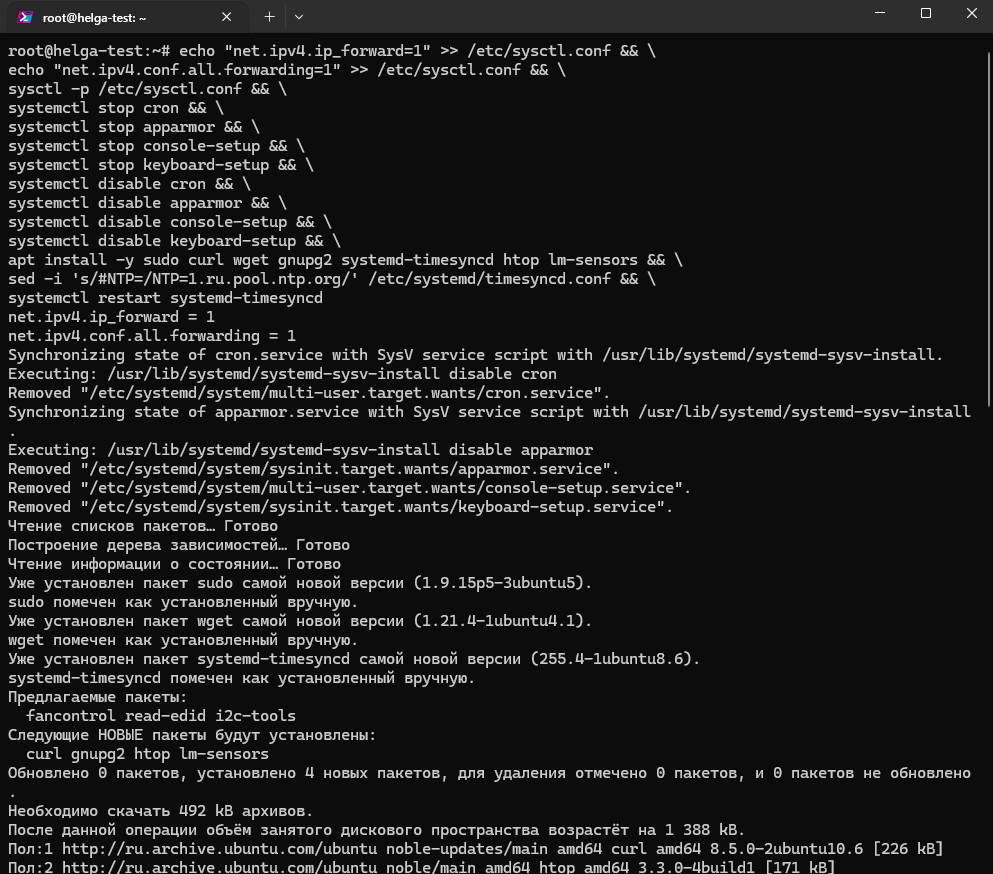 root@helga-test: ~
root@helga-test:~# echo "net.ipv4.ip_forward=1" >> /etc/sysctl.conf && \
echo "net.ipv4.conf.all.forwarding=1" >> /etc/sysctl.conf && \
sysctl -p /etc/sysctl.conf && \
systemctl stop cron && \
systemctl stop apparmor && \
systemctl stop console-setup && \
systemctl stop keyboard-setup && \
systemctl disable cron && \
systemctl disable apparmor && \
systemctl disable console-setup && \
systemctl disable keyboard-setup && \
apt install -y sudo curl wget gnupg2 systemd-timesyncd htop lm-sensors && \
sed -i 's/#NTP=/NTP=1.ru.pool.ntp.org/' /etc/systemd/timesyncd.conf && \
systemctl restart systemd-timesyncd
net.ipv4.ip_forward = 1
net.ipv4.conf.all.forwarding = 1
Synchronizing state of cron.service with SysV service script with /usr/lib/systemd/systemd-sysv-install.
Executing: /usr/lib/systemd/systemd-sysv-install disable cron
Removed "/etc/systemd/system/multi-user.target.wants/cron.service".
Synchronizing state of apparmor.service with SysV service script with /usr/lib/systemd/systemd-sysv-install
.
Executing: /usr/lib/systemd/systemd-sysv-install disable apparmor
Removed "/etc/systemd/system/sysinit.target.wants/apparmor.service".
Removed "/etc/systemd/system/multi-user.target.wants/console-setup.service".
Removed "/etc/systemd/system/sysinit.target.wants/keyboard-setup.service".
Чтение списков пакетов… Готово
Построение дерева зависимостей… Готово
Чтение информации о состоянии… Готово
Уже установлен пакет sudo самой новой версии (1.9.15p5-3ubuntu5).
sudo помечен как установленный вручную.
Уже установлен пакет wget самой новой версии (1.21.4-1ubuntu4.1).
wget помечен как установленный вручную.
Уже установлен пакет systemd-timesyncd самой новой версии (255.4-1ubuntu8.6).
systemd-timesyncd помечен как установленный вручную.
Предлагаемые пакеты:
  fancontrol read-edid i2c-tools
Следующие НОВЫЕ пакеты будут установлены:
  curl gnupg2 htop lm-sensors
Обновлено 0 пакетов, установлено 4 новых пакетов, для удаления отмечено 0 пакетов, и 0 пакетов не обновлено
.
Необходимо скачать 492 kB архивов.
После данной операции объём занятого дискового пространства возрастёт на 1 388 kB.
Пол:1 http://ru.archive.ubuntu.com/ubuntu noble-updates/main amd64 curl amd64 8.5.0-2ubuntu10.6 [226 kB]
Пол:2 http://ru.archive.ubuntu.com/ubuntu noble/main amd64 htop amd64 3.3.0-4build1 [171 kB]